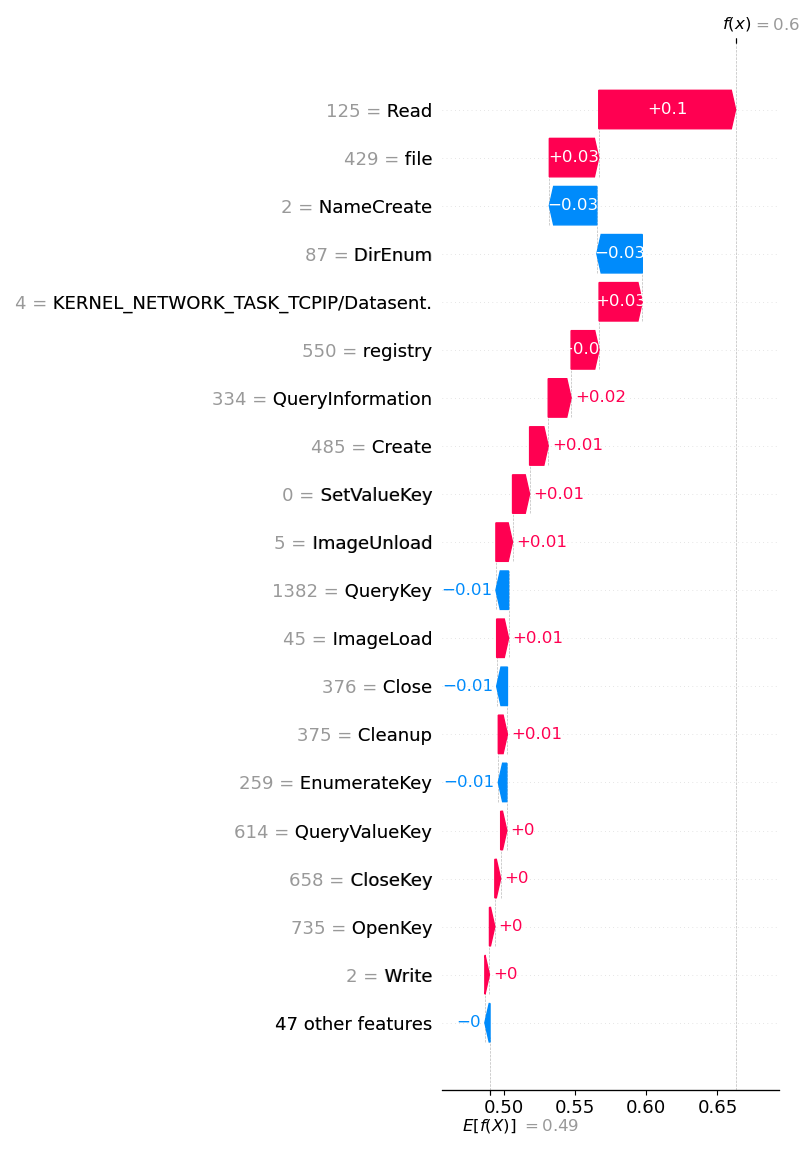 f(x) = 0.6
125 = Read +0.1
429 = file +0.03
2 = NameCreate −0.03
87 = DirEnum −0.03
4 = KERNEL_NETWORK_TASK_TCPIP/Datasent. +0.03
550 = registry
334 = QueryInformation +0.02
485 = Create +0.01
0 = SetValueKey +0.01
5 = ImageUnload +0.01
1382 = QueryKey −0.01
45 = ImageLoad +0.01
376 = Close −0.01
375 = Cleanup +0.01
259 = EnumerateKey −0.01
614 = QueryValueKey +0
658 = CloseKey +0
735 = OpenKey +0
2 = Write +0
47 other features −0
0.50 0.55 0.60 0.65
E[f(X)] = 0.49